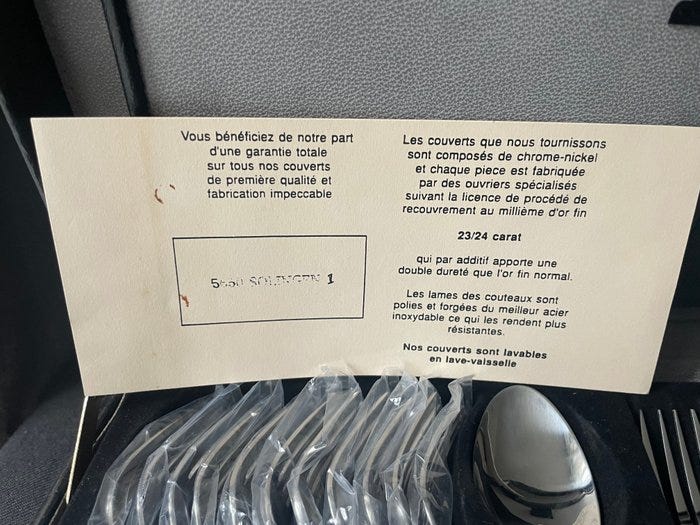 Vous bénéficiez de notre part
d'une garantie totale
sur tous nos couverts
de première qualité et
fabrication impeccable
5650 SOLINGEN 1
Les couverts que nous tournissons
sont composés de chrome-nickel
et chaque piece est fabriquée
par des ouvriers spécialisés
suivant la licence de procédé de
recouvrement au millième d'or fin
23/24 carat
qui par additif apporte une
double dureté que l'or fin normal.
Les lames des couteaux sont
polies et forgées du meilleur acier
inoxydable ce qui les rendent plus
résistantes.
Nos couverts sont lavables
en lave-vaisselle